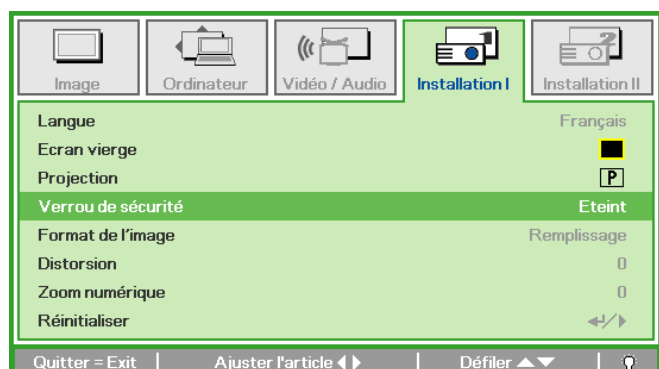 Image Ordinateur Vidéo / Audio Installation I Installation II
Langue Français
Ecran vierge
Projection P
Verrou de sécurité Eteint
Format de l'image Remplissage
Distorsion 0
Zoom numérique 0
Réinitialiser
Quitter = Exit Ajuster l'article Défiler